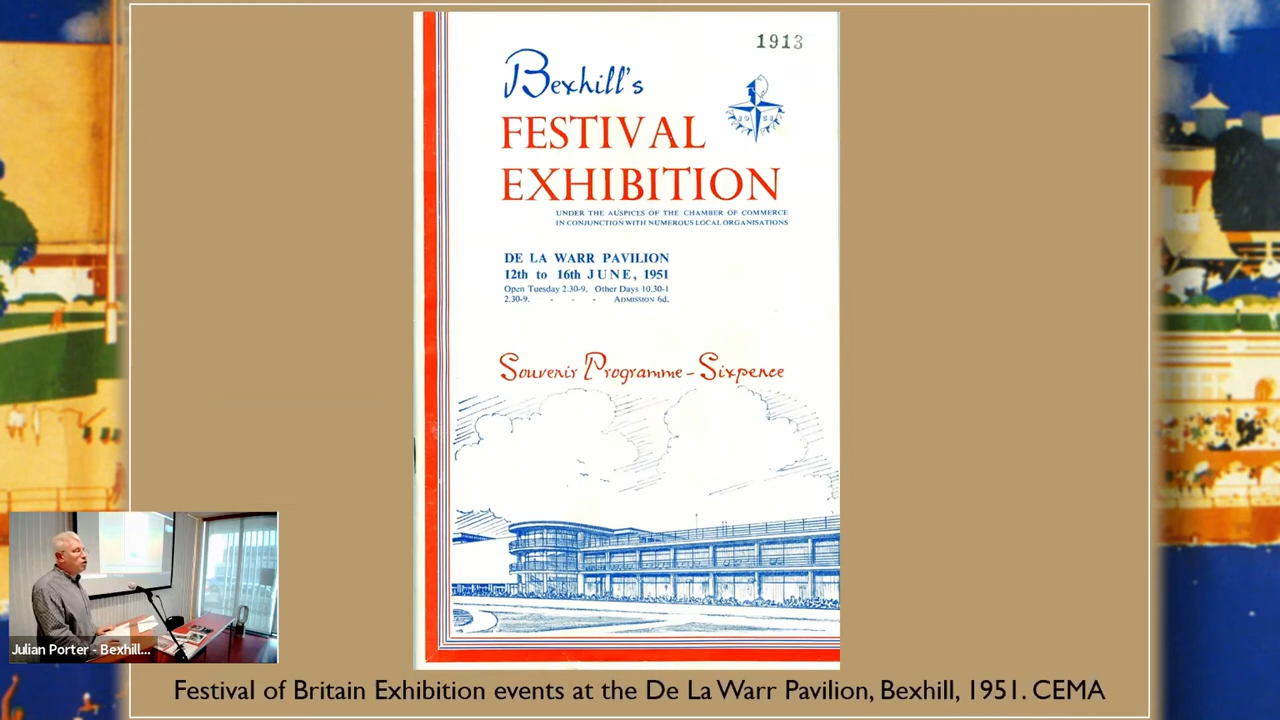 1913
Bexhill's
FESTIVAL
EXHIBITION
UNDER THE AUSPICES OF THE CHAMBER OF COMMERCE
IN CONJUNCTION WITH NUMEROUS LOCAL ORGANISATIONS
DE LA WARR PAVILION
12th to 16th JUNE, 1951
Open Tuesday 2.30-9. Other Days 10.30-1
2.30-9. - - - ADMISSION 6d.
Souvenir Programme - Sixpence
Julian Porter - Bexhill...
Festival of Britain Exhibition events at the De La Warr Pavilion, Bexhill, 1951. CEMA